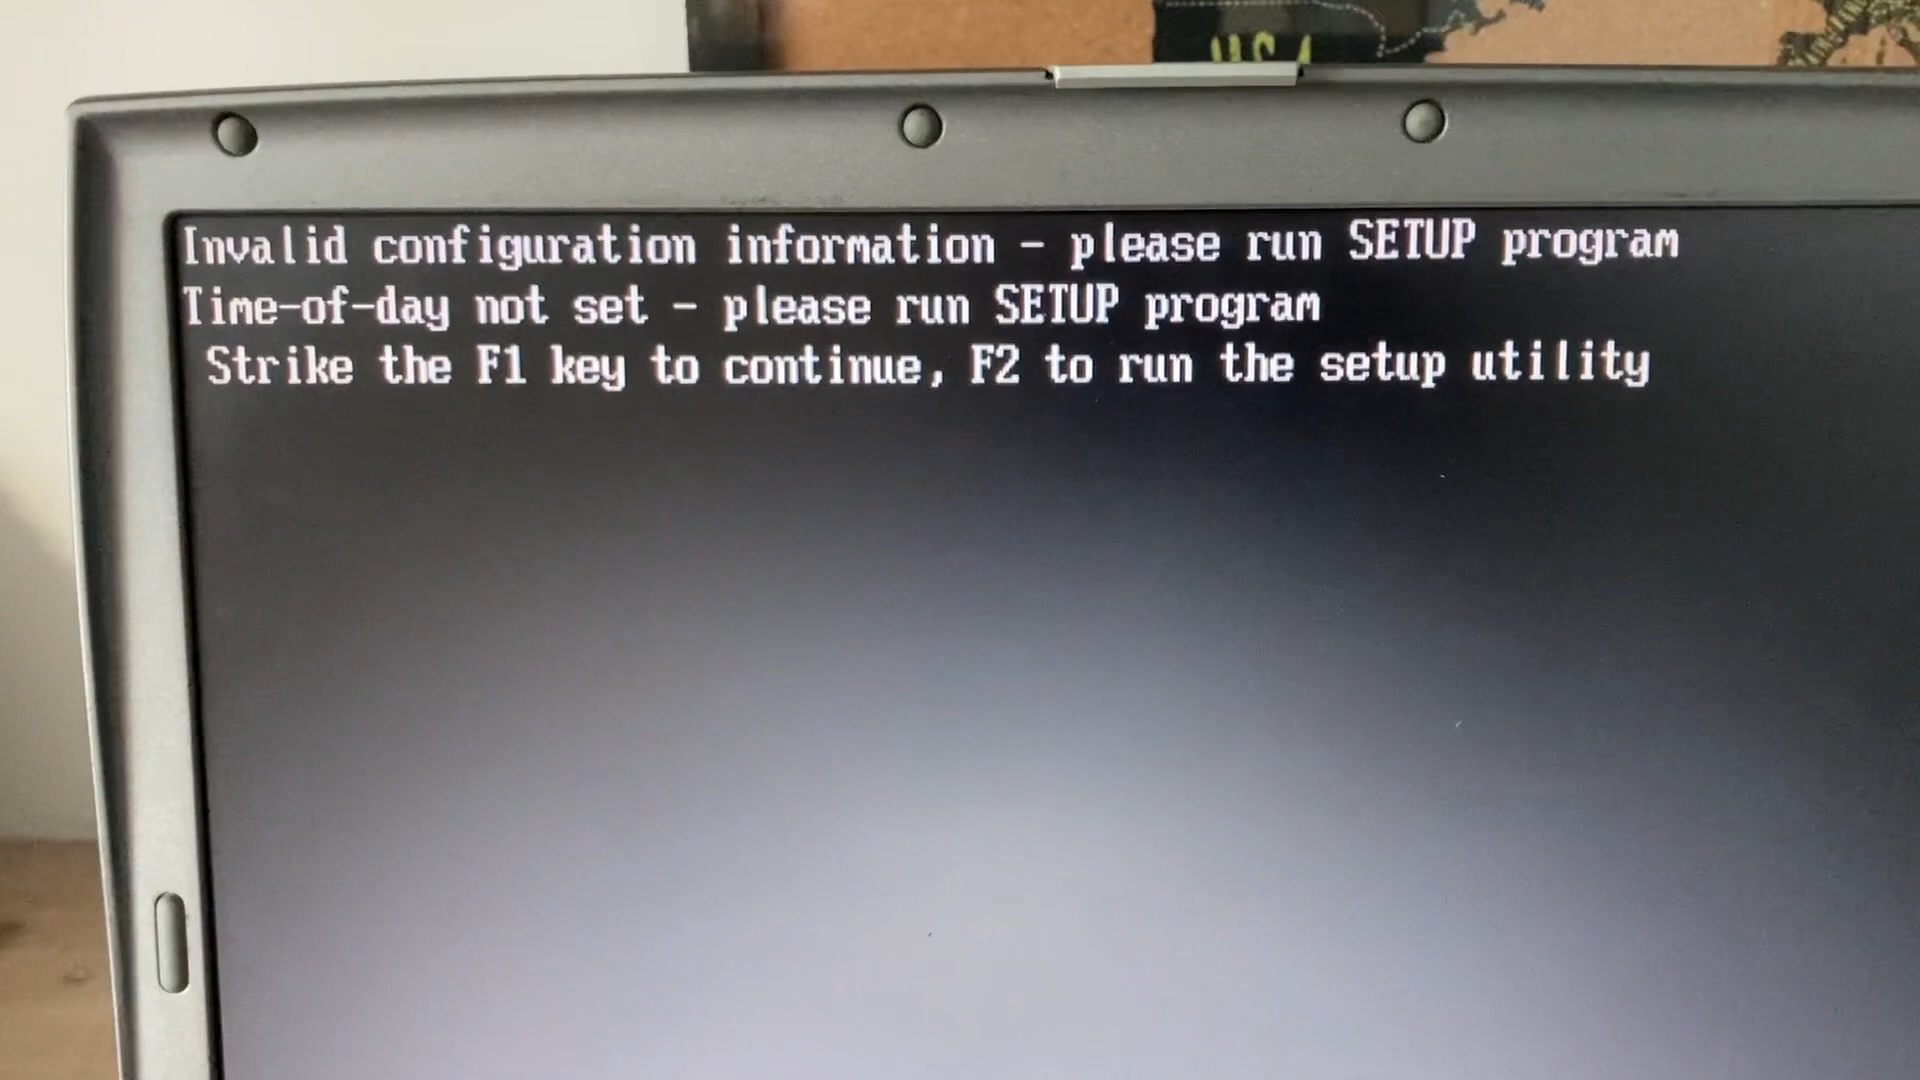 USA
Invalid configuration information - please run SETUP program
Time-of-day not set - please run SETUP program
Strike the F1 key to continue, F2 to run the setup utility